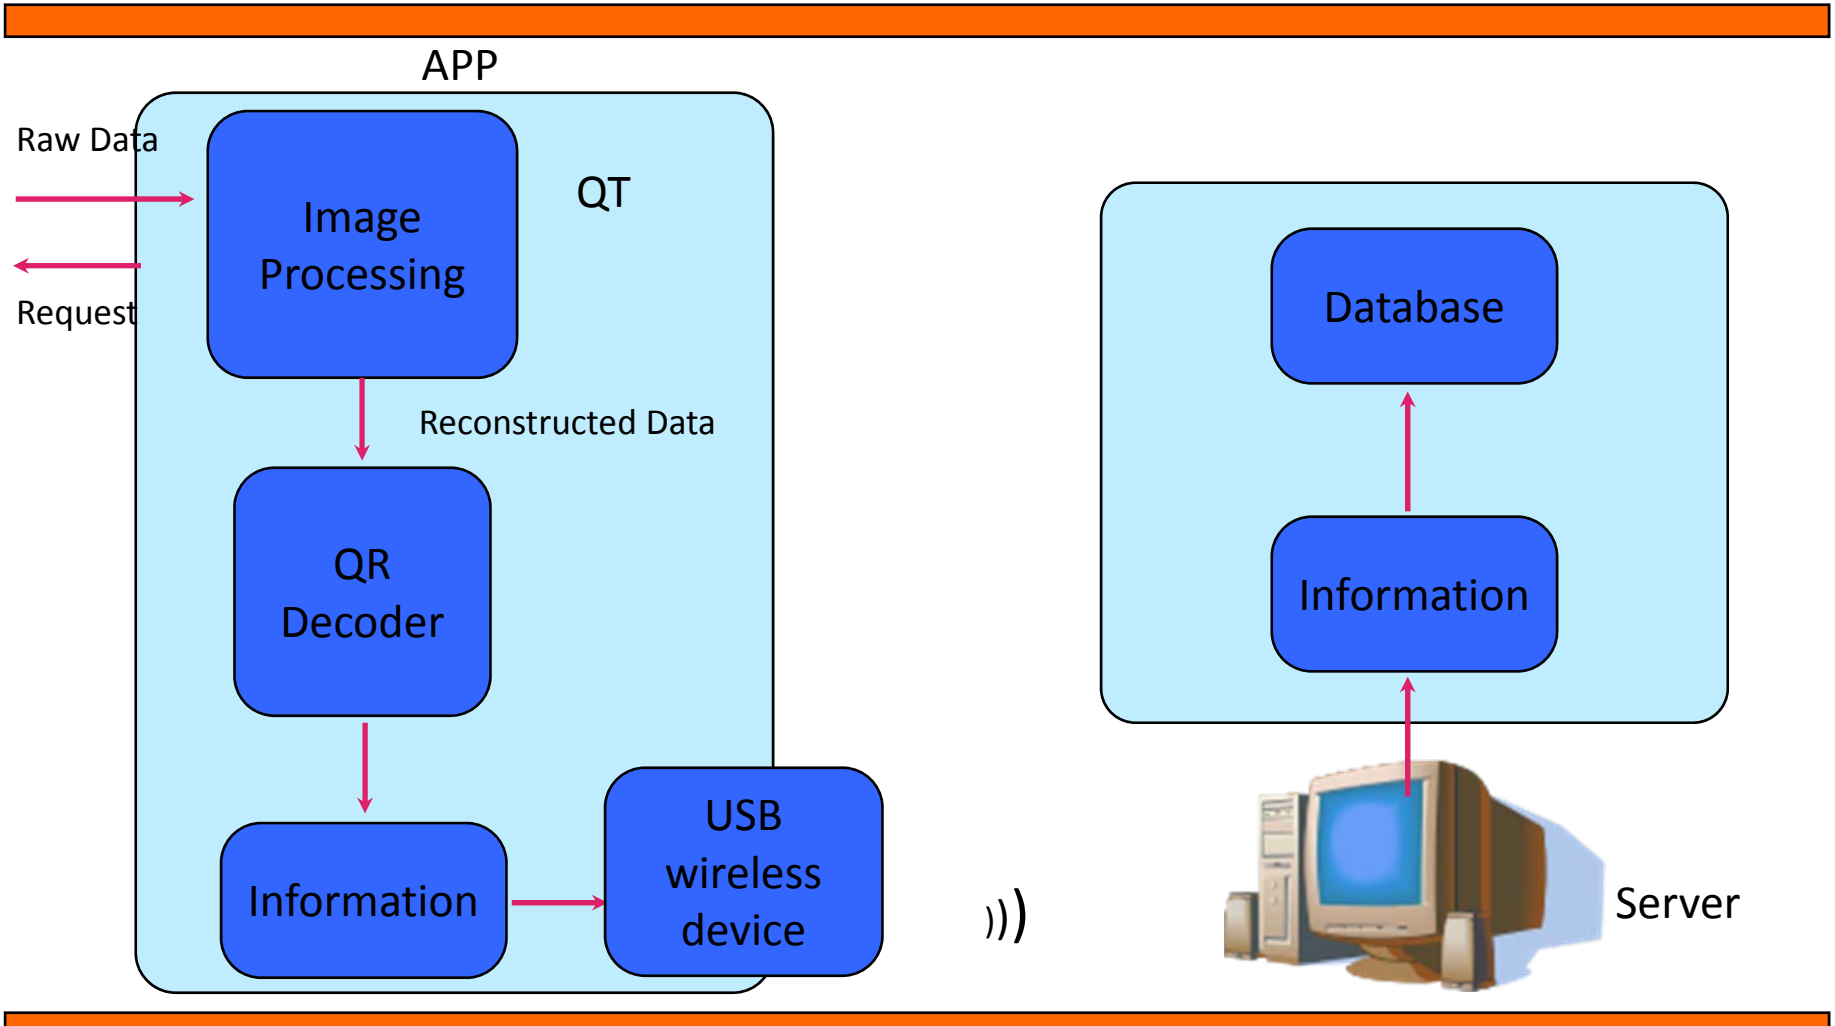 APP
Raw Data
Request
Image
Processing
QT
Reconstructed Data
QR
Decoder
Information
USB
wireless
device
)))
Database
Information
Server